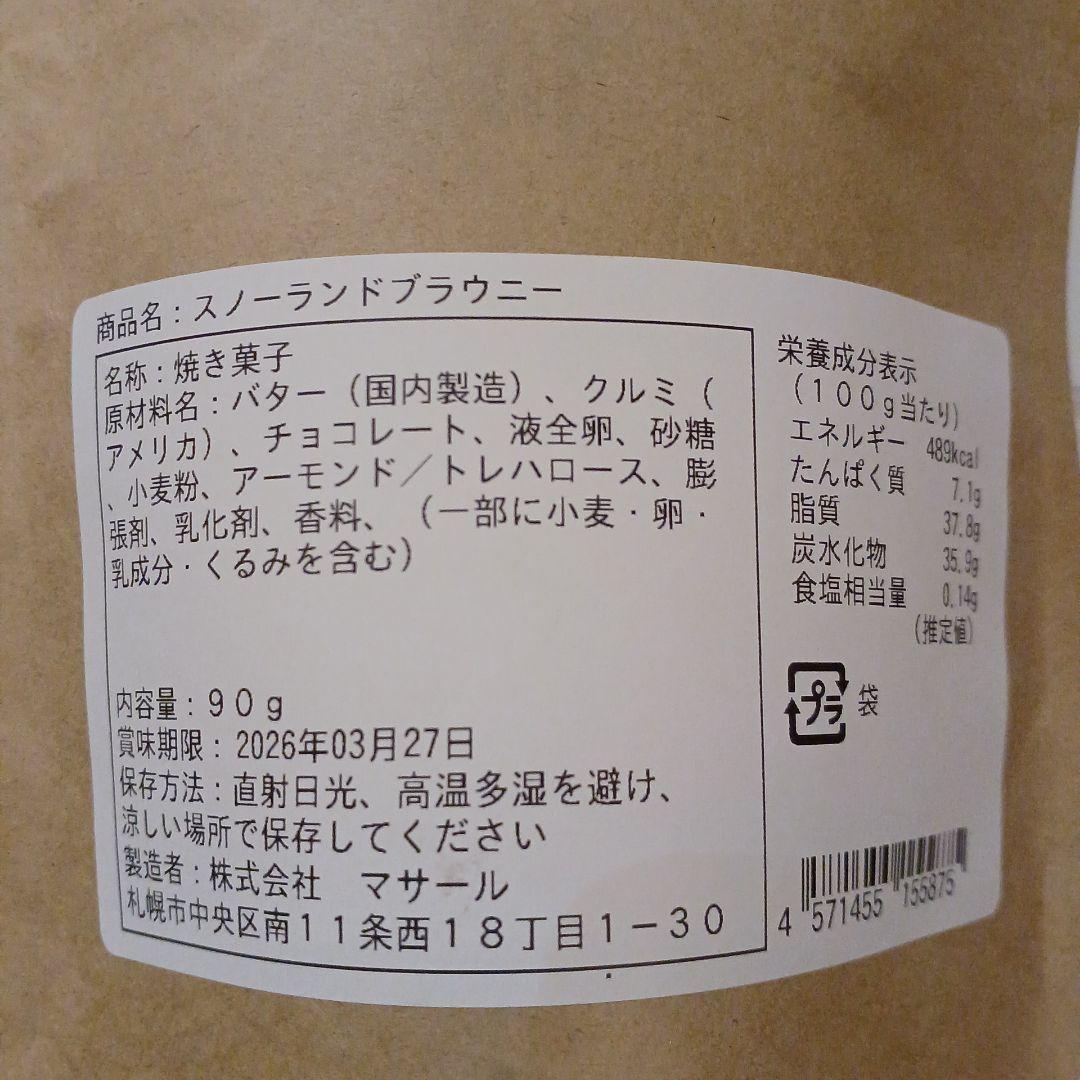 商品名：スノーランドブラウニー
名称：焼き菓子
原材料名：バター（国内製造）、クルミ（
アメリカ）、チョコレート、液全卵、砂糖
、小麦粉、アーモンド／トレハロース、膨
張剤、乳化剤、香料、（一部に小麦・卵・
乳成分・くるみを含む）
内容量：９０ｇ
賞味期限：2026年03月27日
保存方法：直射日光、高温多湿を避け、
涼しい場所で保存してください
製造者：株式会社　マサール
札幌市中央区南１１条西１８丁目１－３０
栄養成分表示
（１００ｇ当たり）
エネルギー 489kcal
たんぱく質 7.1g
脂質 37.8g
炭水化物 35.9g
食塩相当量 0.14g
（推定値）
プラ 袋
4 571455 155875